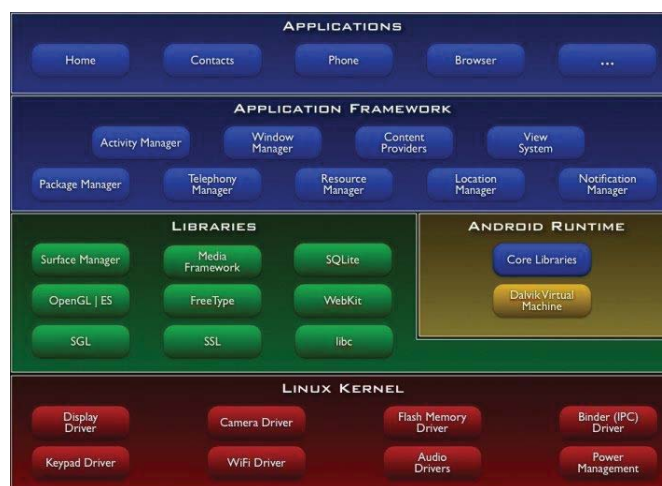 APPLICATIONS
Home Contacts Phone Browser ...
APPLICATION FRAMEWORK
Activity Manager Window Manager Content Providers View System
Package Manager Telephony Manager Resource Manager Location Manager Notification Manager
LIBRARIES
Surface Manager Media Framework SQLite
OpenGL | ES FreeType WebKit
SGL SSL libc
ANDROID RUNTIME
Core Libraries
Dalvik Virtual Machine
LINUX KERNEL
Display Driver Camera Driver Flash Memory Driver Binder (IPC) Driver
Keypad Driver WiFi Driver Audio Drivers Power Management